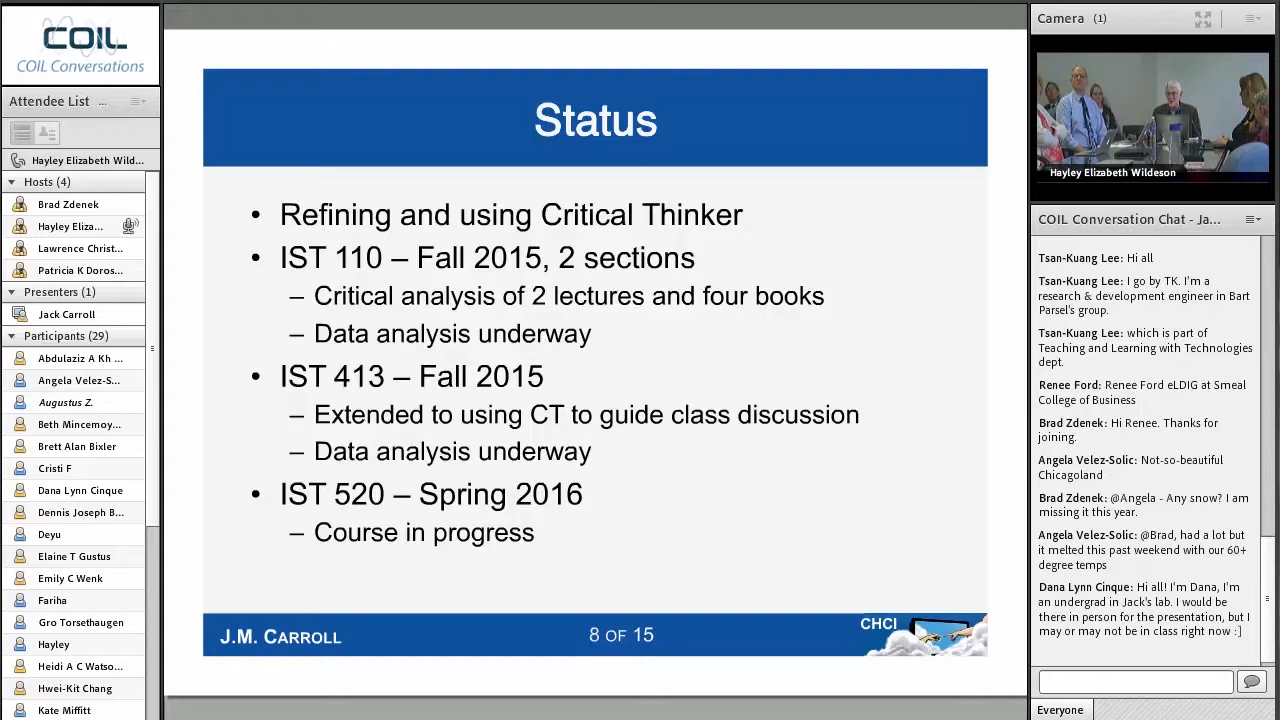 COIL
COIL Conversations
Attendee List ...
Hayley Elizabeth Wild...
Hosts (4)
Brad Zdenek
Hayley Eliza...
Lawrence Christ...
Patricia K Doros...
Presenters (1)
Jack Carroll
Participants (29)
Abdulaziz A Kh ...
Angela Velez-S...
Augustus Z.
Beth Mincemoy...
Brett Alan Bixler
Cristi F
Dana Lynn Cinque
Dennis Joseph B...
Deyu
Elaine T Gustus
Emily C Wenk
Fariha
Gro Torsethaugen
Hayley
Heidi A C Watso...
Hwei-Kit Chang
Kate Miffitt
Status
• Refining and using Critical Thinker
• IST 110 – Fall 2015, 2 sections
– Critical analysis of 2 lectures and four books
– Data analysis underway
• IST 413 – Fall 2015
– Extended to using CT to guide class discussion
– Data analysis underway
• IST 520 – Spring 2016
– Course in progress
J.M. CARROLL
8 OF 15
CHCI
Camera (1)
Hayley Elizabeth Wildeson
COIL Conversation Chat - Ja...
Tsan-Kuang Lee: Hi all
Tsan-Kuang Lee: I go by TK. I'm a
research & development engineer in Bart
Parsel's group.
Tsan-Kuang Lee: which is part of
Teaching and Learning with Technologies
dept.
Renee Ford: Renee Ford eLDIG at Smeal
College of Business
Brad Zdenek: Hi Renee. Thanks for
joining.
Angela Velez-Solic: Not-so-beautiful
Chicagoland
Brad Zdenek: @Angela - Any snow? I am
missing it this year.
Angela Velez-Solic: @Brad, had a lot but
it melted this past weekend with our 60+
degree temps
Dana Lynn Cinque: Hi all! I'm Dana, I'm
an undergrad in Jack's lab. I would be
there in person for the presentation, but I
may or may not be in class right now :]
Everyone